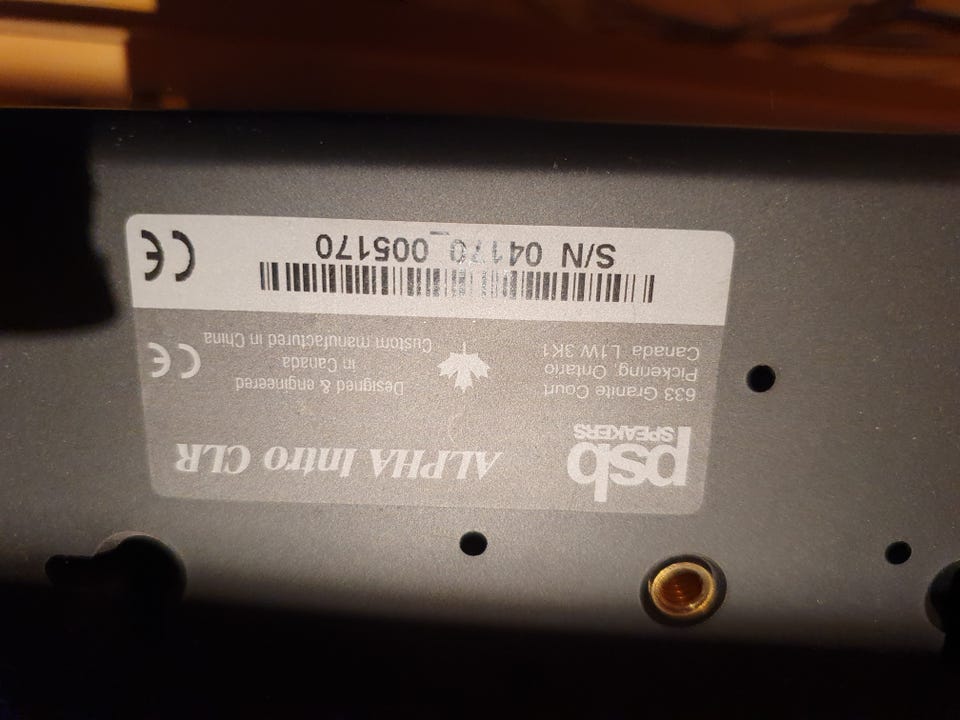 psb
SPEAKERS
ALPHA Intro CLR
633 Granite Court
Pickering, Ontario
Canada L1W 3K1
Designed & engineered
in Canada
Custom manufactured in China
CE
S/N 04170_005170
CE